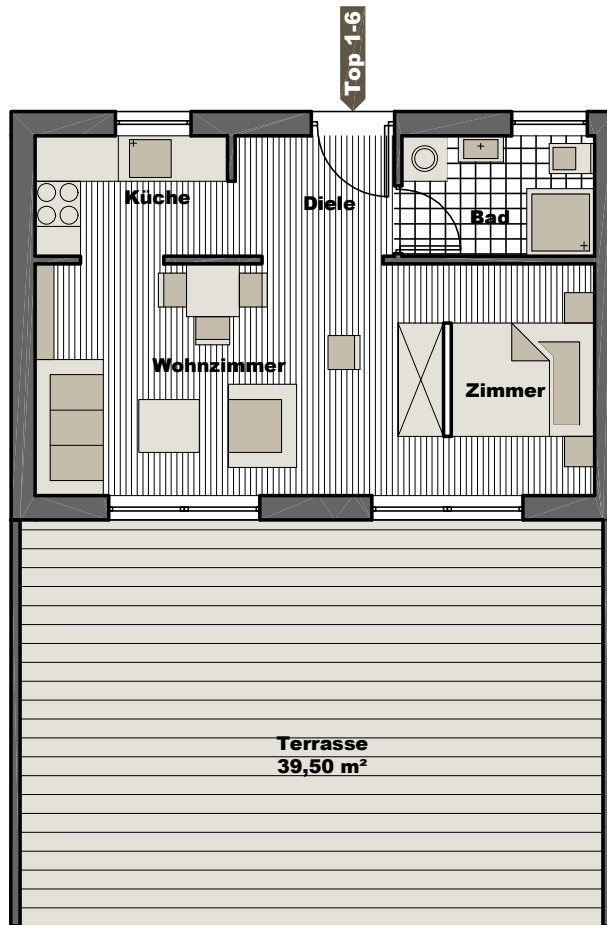 Top 1-6
Küche
Diele
Bad
Wohnzimmer
Zimmer
Terrasse
39,50 m²